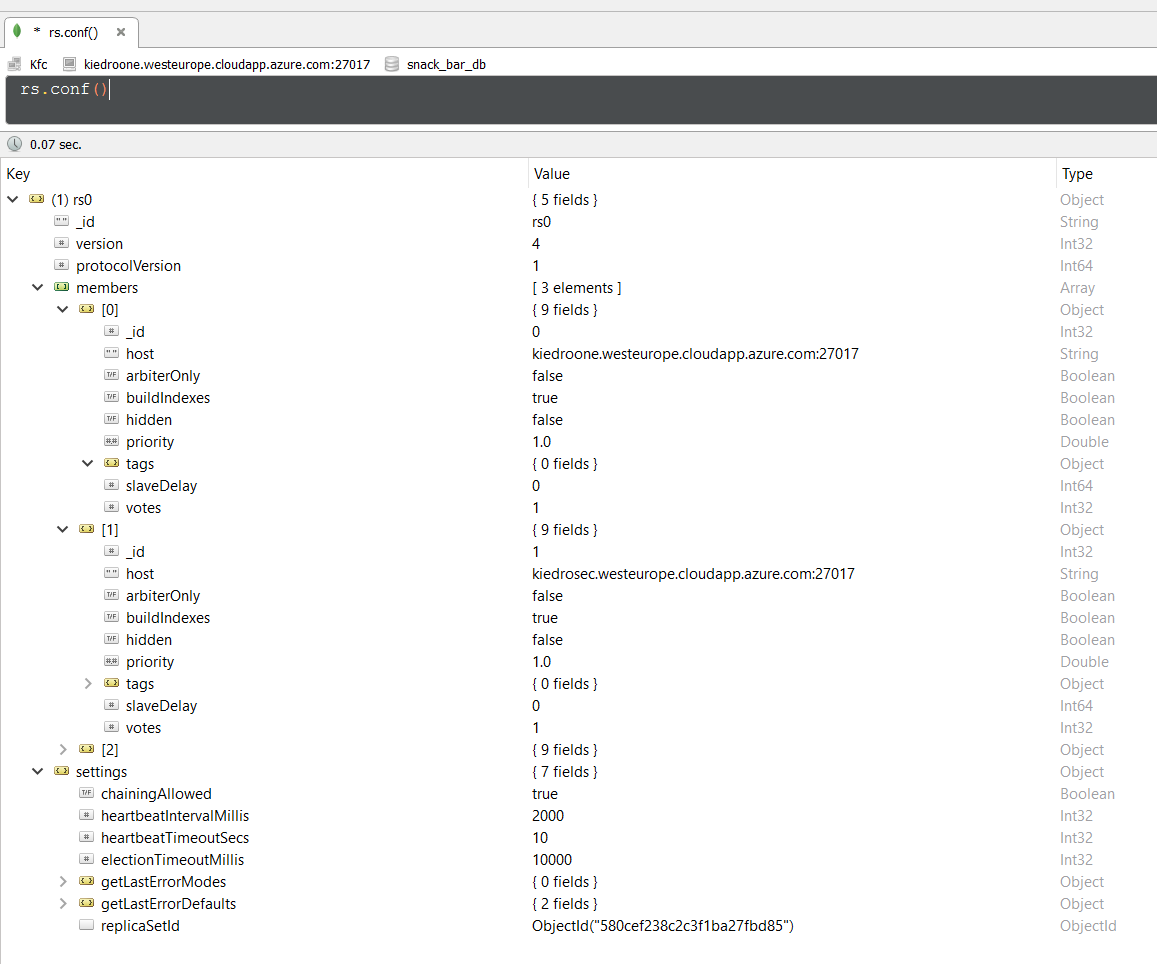 * rs.conf()
Kfc kiedroone.westeurope.cloudapp.azure.com:27017 snack_bar_db
rs.conf()
0.07 sec.
Key Value Type
(1) rs0 { 5 fields } Object
_id rs0 String
version 4 Int32
protocolVersion 1 Int64
members [ 3 elements ] Array
[0] { 9 fields } Object
_id 0 Int32
host kiedroone.westeurope.cloudapp.azure.com:27017 String
arbiterOnly false Boolean
buildIndexes true Boolean
hidden false Boolean
priority 1.0 Double
tags { 0 fields } Object
slaveDelay 0 Int64
votes 1 Int32
[1] { 9 fields } Object
_id 1 Int32
host kiedrosec.westeurope.cloudapp.azure.com:27017 String
arbiterOnly false Boolean
buildIndexes true Boolean
hidden false Boolean
priority 1.0 Double
tags { 0 fields } Object
slaveDelay 0 Int64
votes 1 Int32
[2] { 9 fields } Object
settings { 7 fields } Object
chainingAllowed true Boolean
heartbeatIntervalMillis 2000 Int32
heartbeatTimeoutSecs 10 Int32
electionTimeoutMillis 10000 Int32
getLastErrorModes { 0 fields } Object
getLastErrorDefaults { 2 fields } Object
replicaSetId ObjectId("580cef238c2c3f1ba27fbd85") ObjectId